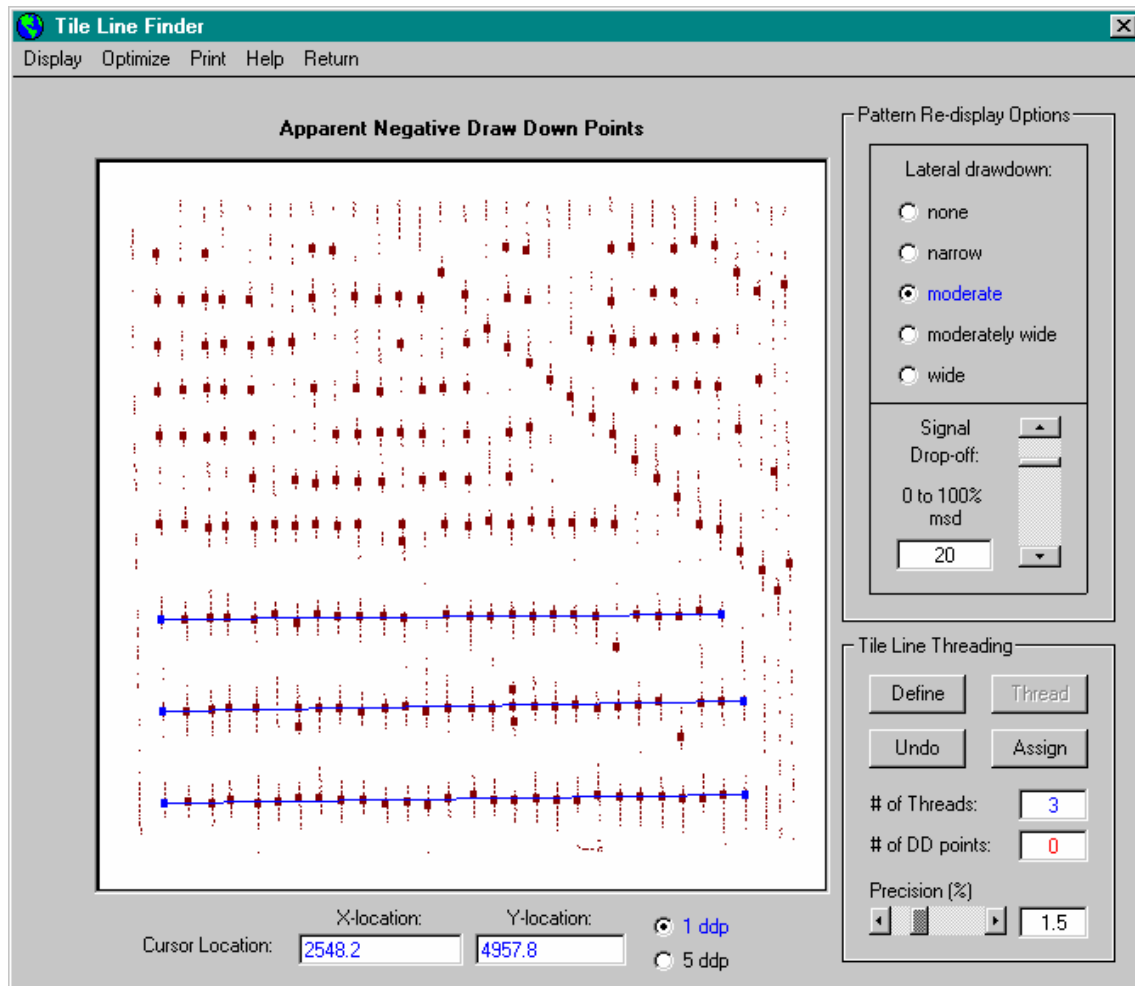 Tile Line Finder
Display Optimize Print Help Return
Apparent Negative Draw Down Points
Pattern Re-display Options
Lateral drawdown:
none
narrow
moderate
moderately wide
wide
Signal
Drop-off:
0 to 100%
msd
20
Tile Line Threading
Define Thread
Undo Assign
# of Threads: 3
# of DD points: 0
Precision (%)
1.5
X-location: Y-location:
Cursor Location: 2548.2 4957.8
1 ddp
5 ddp